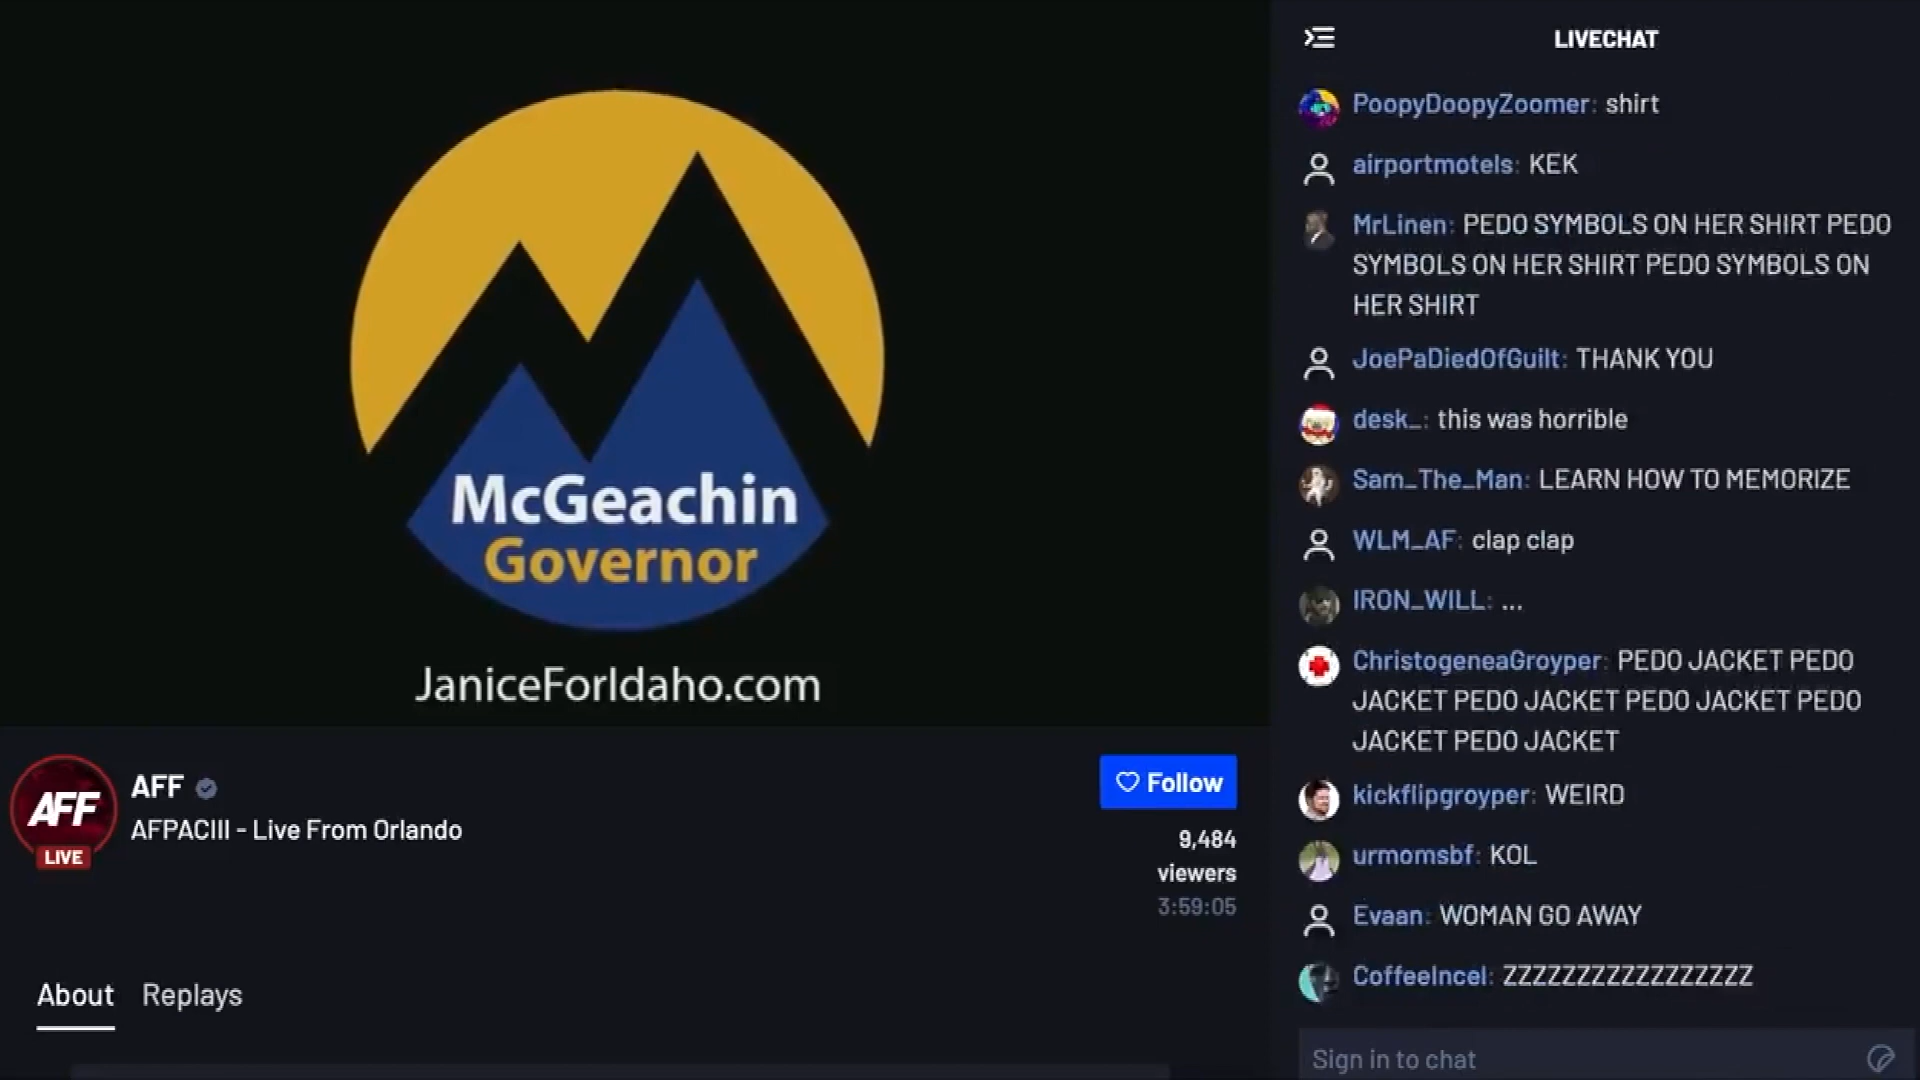 McGeachin
Governor
JaniceForIdaho.com
AFF
LIVE
AFF
AFPACIII - Live From Orlando
Follow
9,484
viewers
3:59:05
About Replays
LIVECHAT
PoopyDoopyZoomer: shirt
airportmotels: KEK
MrLinen: PEDO SYMBOLS ON HER SHIRT PEDO
SYMBOLS ON HER SHIRT PEDO SYMBOLS ON
HER SHIRT
JoePaDiedOfGuilt: THANK YOU
desk_: this was horrible
Sam_The_Man: LEARN HOW TO MEMORIZE
WLM_AF: clap clap
IRON_WILL: ...
ChristogeneaGroyper: PEDO JACKET PEDO
JACKET PEDO JACKET PEDO JACKET PEDO
JACKET PEDO JACKET
kickflipgroyper: WEIRD
urmomsbf: KOL
Evaan: WOMAN GO AWAY
CoffeeIncel: ZZZZZZZZZZZZZZZZZ
Sign in to chat